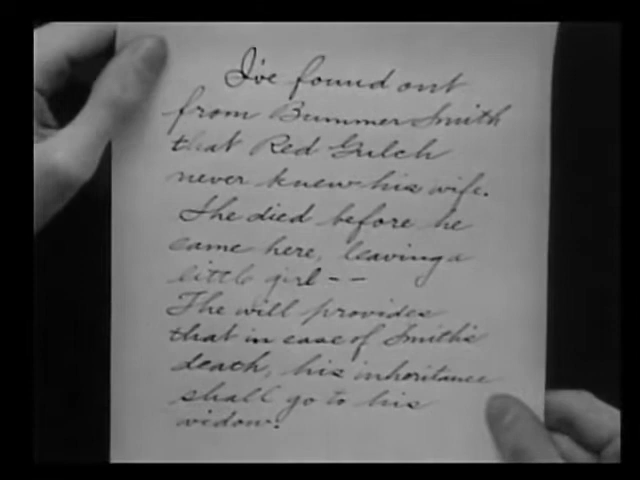 I've found out
from Bummer Smith
that Red Gulch
never knew his wife.
She died before he
came here, leaving a
little girl --
The will provides
that in case of Smith's
death, his inheritance
shall go to his
widow.